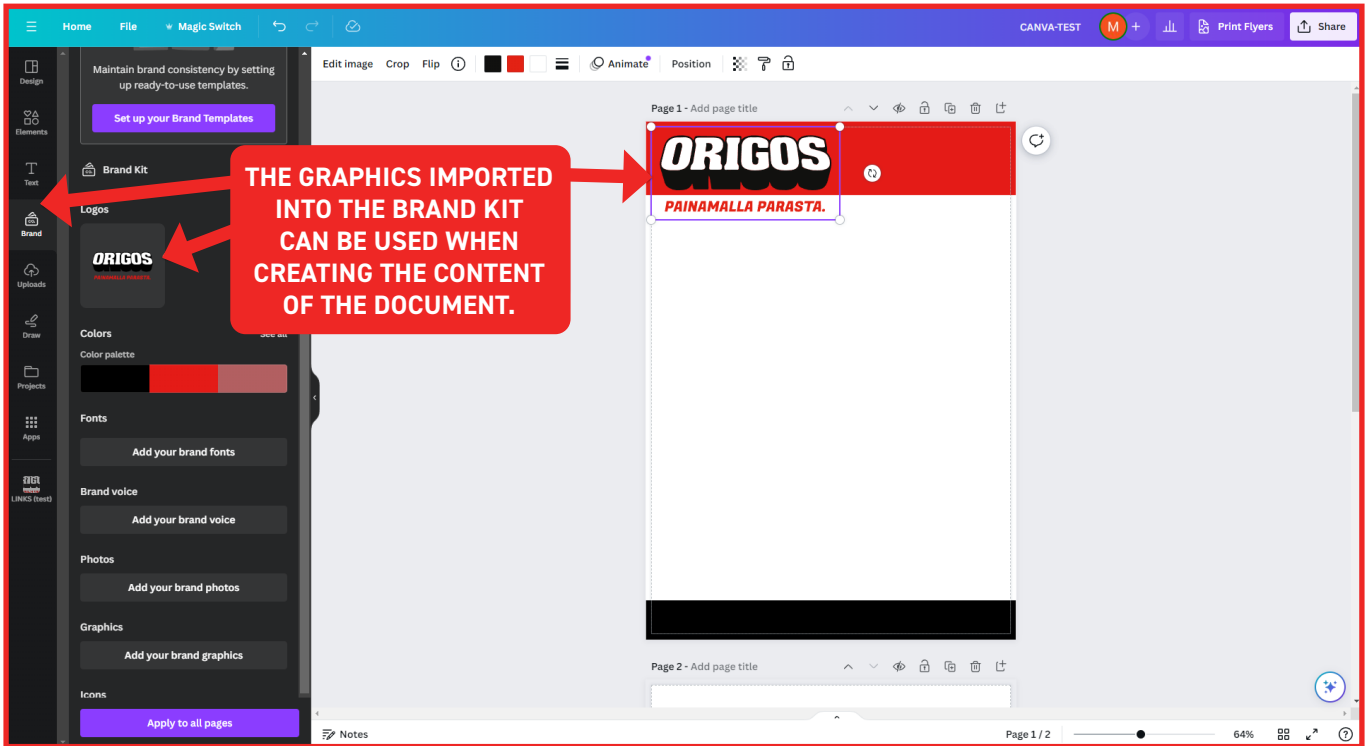 Home File Magic Switch
CANVA-TEST M + Print Flyers Share
Design
Elements
Text
Brand
Uploads
Draw
Projects
Apps
LINKS (test)
Maintain brand consistency by setting
up ready-to-use templates.
Set up your Brand Templates
Brand Kit
Logos
ORIGOS
PAINAMALLA PARASTA.
Colors See all
Color palette
Fonts
Add your brand fonts
Brand voice
Add your brand voice
Photos
Add your brand photos
Graphics
Add your brand graphics
Icons
Apply to all pages
THE GRAPHICS IMPORTED
INTO THE BRAND KIT
CAN BE USED WHEN
CREATING THE CONTENT
OF THE DOCUMENT.
Edit image Crop Flip Animate Position
Page 1 - Add page title
ORIGOS
PAINAMALLA PARASTA.
Page 2 - Add page title
Notes
Page 1 / 2 64%